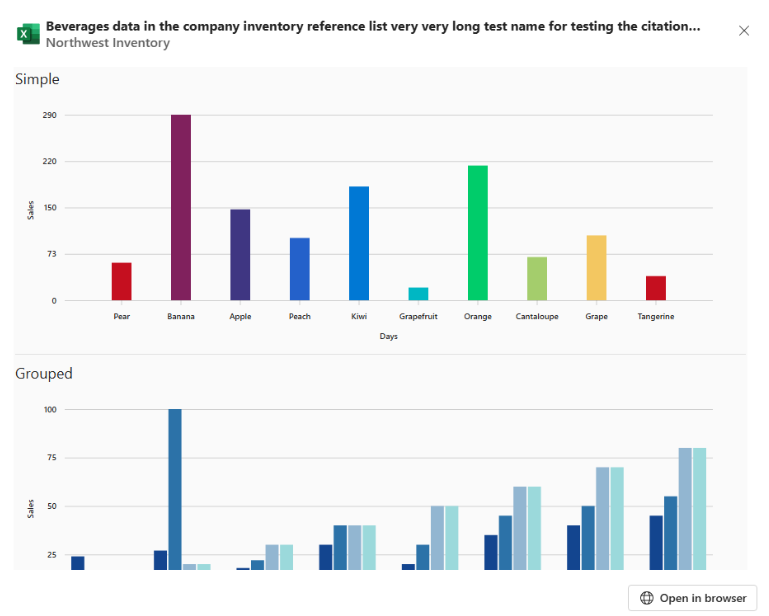 Beverages data in the company inventory reference list very very long test name for testing the citation...
Northwest Inventory
Simple
290
220
150
73
0
Sales
Pear Banana Apple Peach Kiwi Grapefruit Orange Cantaloupe Grape Tangerine
Days
Grouped
100
75
50
25
Sales
Open in browser